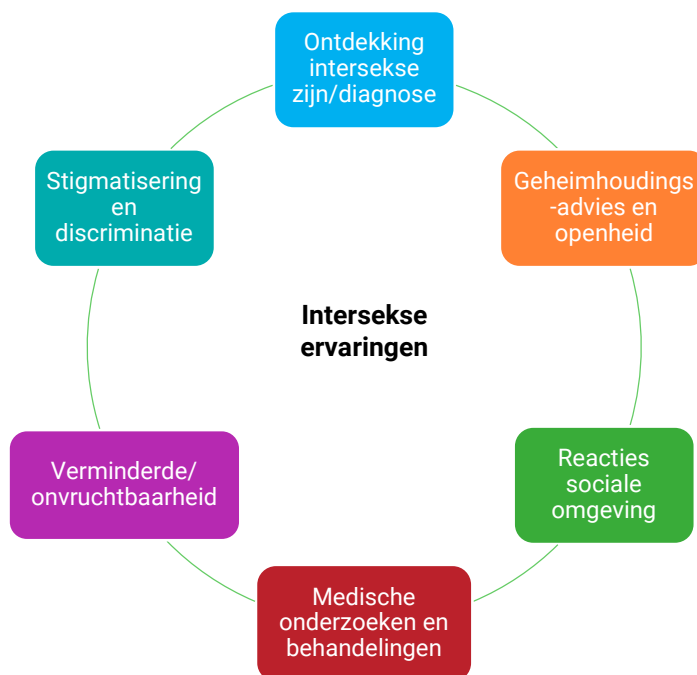 Ontdekking
intersekse
zijn/diagnose
Geheimhoudings
-advies en
openheid
Reacties
sociale
omgeving
Medische
onderzoeken en
behandelingen
Verminderde/
onvruchtbaarheid
Stigmatisering
en
discriminatie
Intersekse
ervaringen